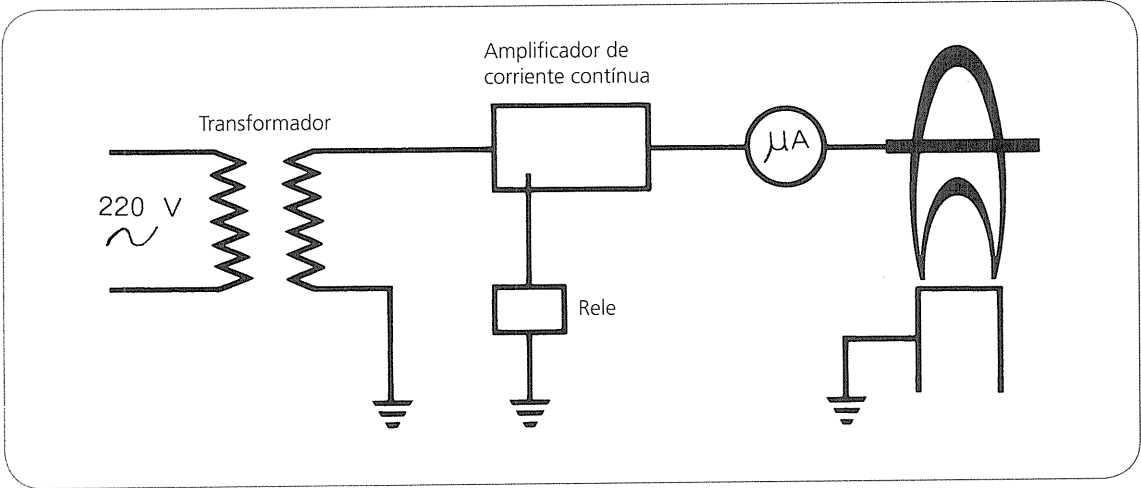 Amplificador de
corriente contínua
Transformador
220 V
μA
Rele